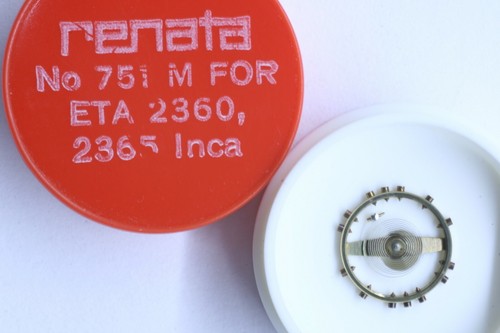 renata
No 751 M FOR
ETA 2360,
2365 Inca